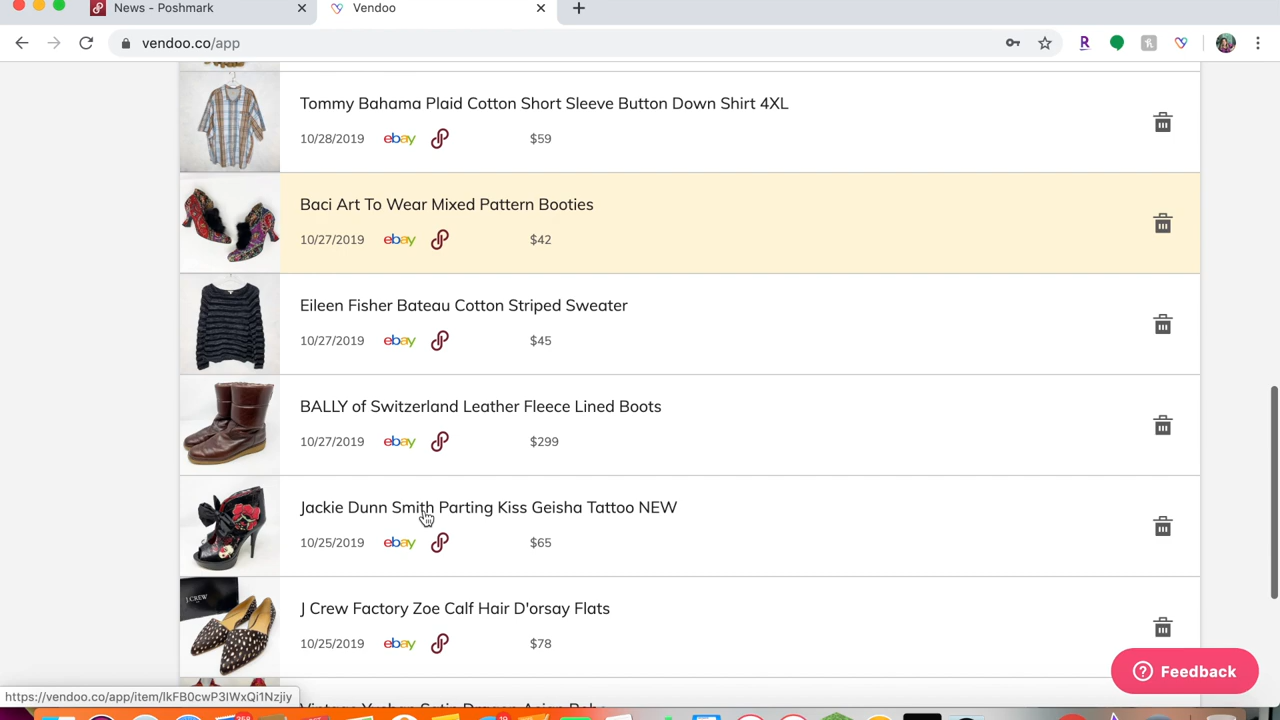 News - Poshmark
Vendoo
vendoo.co/app
Tommy Bahama Plaid Cotton Short Sleeve Button Down Shirt 4XL
10/28/2019 ebay $59
Baci Art To Wear Mixed Pattern Booties
10/27/2019 ebay $42
Eileen Fisher Bateau Cotton Striped Sweater
10/27/2019 ebay $45
BALLY of Switzerland Leather Fleece Lined Boots
10/27/2019 ebay $299
Jackie Dunn Smith Parting Kiss Geisha Tattoo NEW
10/25/2019 ebay $65
J.CREW
J Crew Factory Zoe Calf Hair D'orsay Flats
10/25/2019 ebay $78
Feedback
https://vendoo.co/app/item/lkFB0cwP3lWxQi1Nzjiy